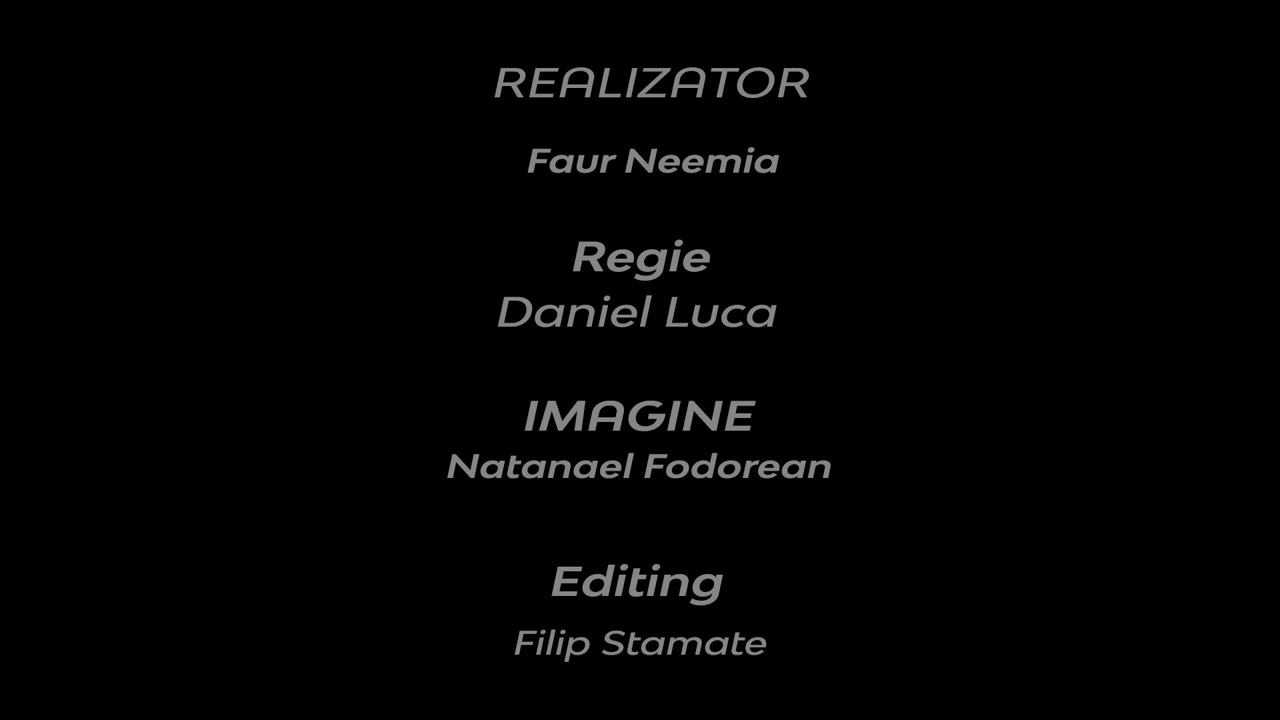 REALIZATOR
Faur Neemia
Regie
Daniel Luca
IMAGINE
Natanael Fodorean
Editing
Filip Stamate